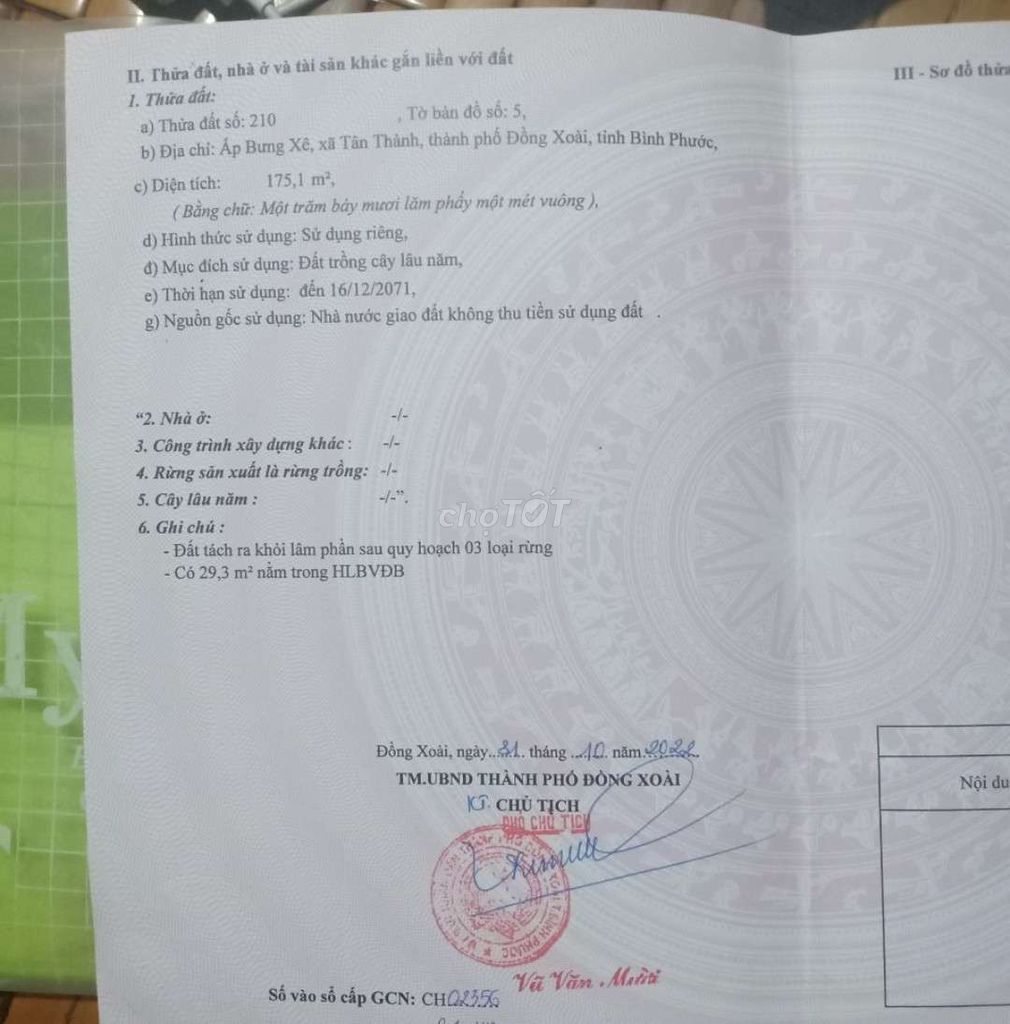 II. Thửa đất, nhà ở và tài sản khác gắn liền với đất
1. Thửa đất:
a) Thửa đất số: 210 , Tờ bản đồ số: 5,
b) Địa chỉ: Ấp Bưng Xê, xã Tân Thành, thành phố Đồng Xoài, tỉnh Bình Phước,
c) Diện tích: 175,1 m²,
( Bằng chữ: Một trăm bảy mươi lăm phẩy một mét vuông ),
d) Hình thức sử dụng: Sử dụng riêng,
đ) Mục đích sử dụng: Đất trồng cây lâu năm,
e) Thời hạn sử dụng: đến 16/12/2071,
g) Nguồn gốc sử dụng: Nhà nước giao đất không thu tiền sử dụng đất .
“2. Nhà ở: -/-
3. Công trình xây dựng khác : -/-
4. Rừng sản xuất là rừng trồng: -/-
5. Cây lâu năm : -/-”.
6. Ghi chú :
- Đất tách ra khỏi lâm phần sau quy hoạch 03 loại rừng
- Có 29,3 m² nằm trong HLBVĐB
chợTỐT
Đồng Xoài, ngày..31. tháng ...10. năm.2022.
TM.UBND THÀNH PHỐ ĐỒNG XOÀI
KT. CHỦ TỊCH
PHÓ CHỦ TỊCH
Vũ Văn Mười
Số vào sổ cấp GCN: CH02356
III - Sơ đồ thửa
Nội du
My